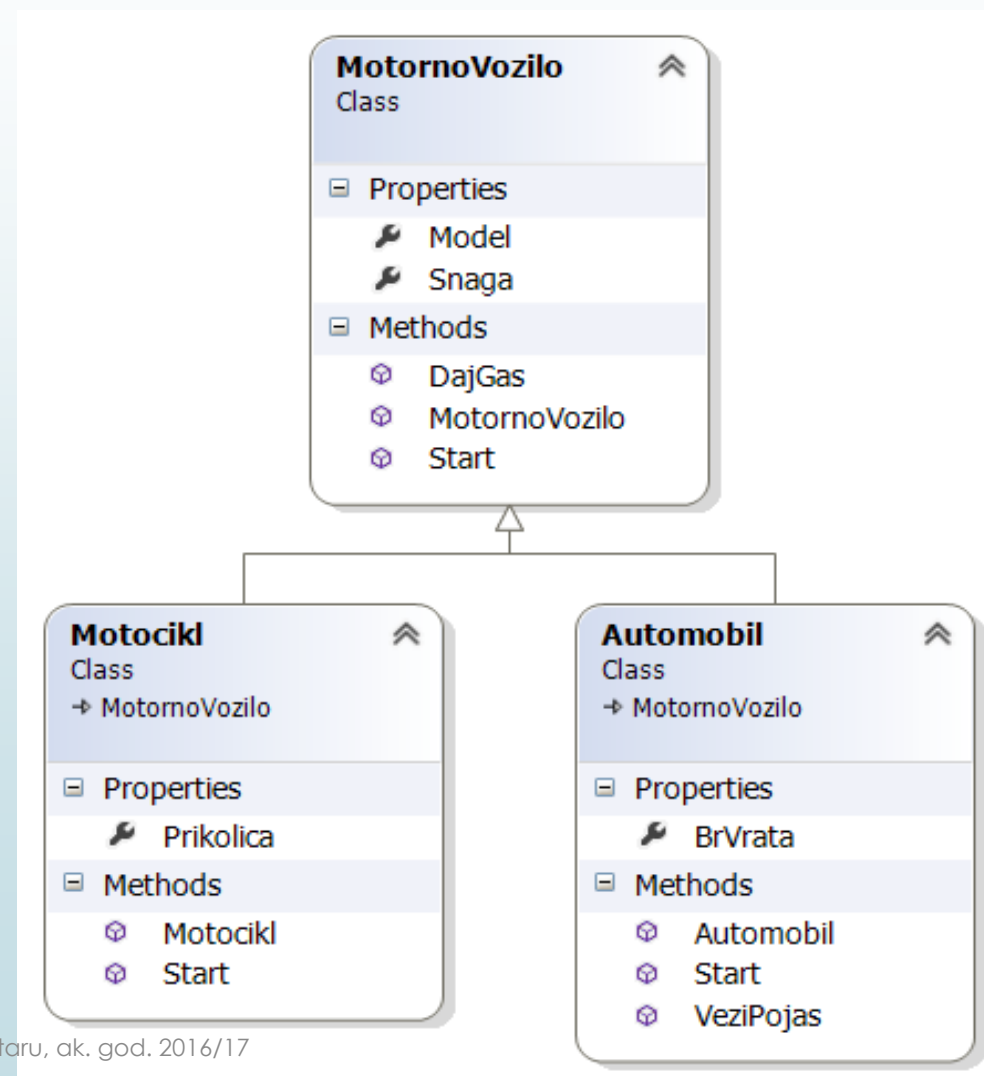 MotornoVozilo
Class
Properties
Model
Snaga
Methods
DajGas
MotornoVozilo
Start
Motocikl
Class
MotornoVozilo
Properties
Prikolica
Methods
Motocikl
Start
Automobil
Class
MotornoVozilo
Properties
BrVrata
Methods
Automobil
Start
VeziPojas
taru, ak. god. 2016/17